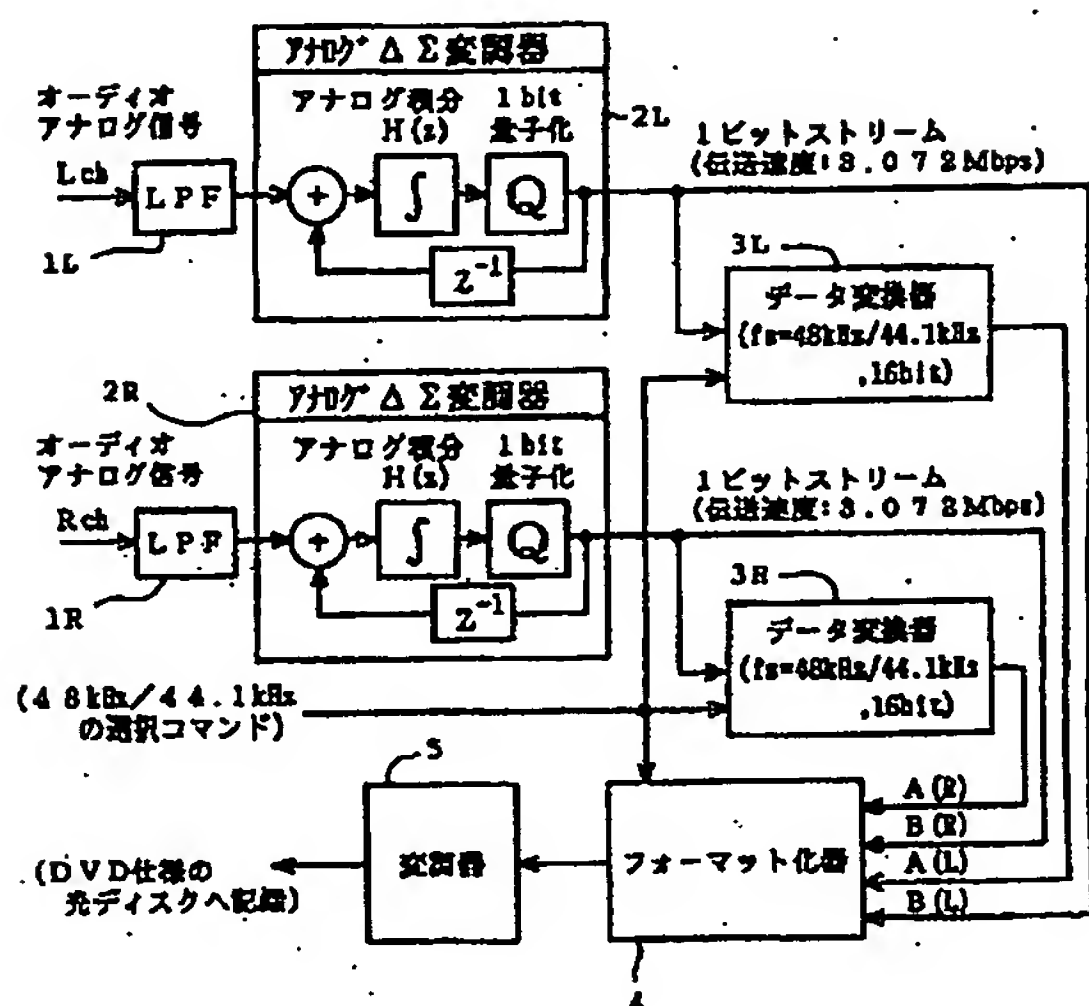 アナログ ΔΣ変調器
オーディオ
アナログ信号
Lch
LPF
1L
アナログ積分
H(z)
1bit
量子化
+
∫
Q
Z⁻¹
2L
1ビットストリーム
(伝送速度:3.072Mbps)
3L
データ変換器
(fs=48kHz/44.1kHz
,16bit)
2R
アナログ ΔΣ変調器
オーディオ
アナログ信号
Rch
LPF
1R
アナログ積分
H(z)
1bit
量子化
+
∫
Q
Z⁻¹
1ビットストリーム
(伝送速度:3.072Mbps)
3R
データ変換器
(fs=48kHz/44.1kHz
,16bit)
(48kHz/44.1kHz
の選択コマンド)
5
変調器
(DVD仕様の
光ディスクへ記録)
フォーマット化器
A(R)
B(R)
A(L)
B(L)
4